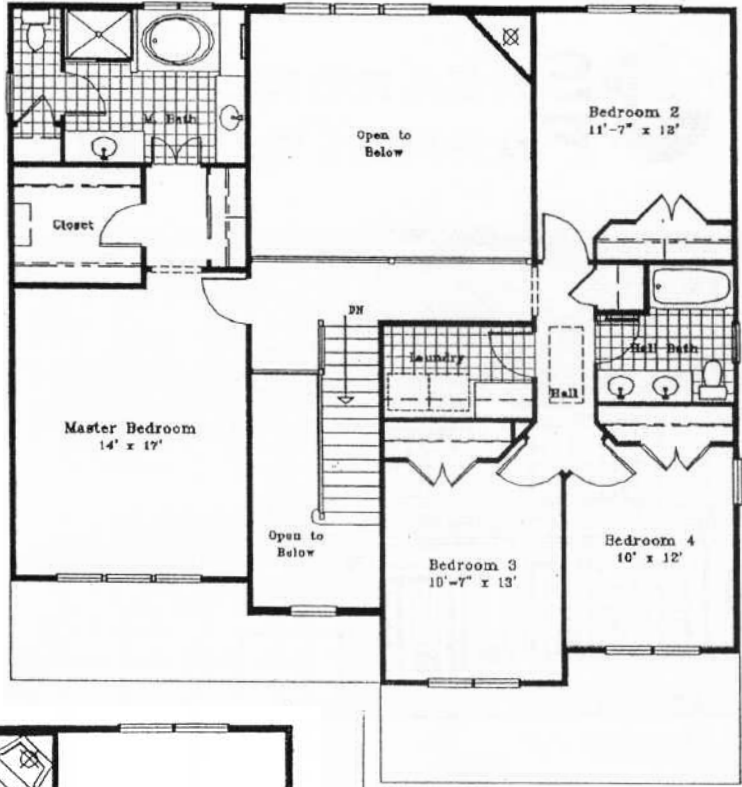 M. Bath
Open to
Below
Bedroom 2
11'-7" x 13'
Closet
DN
Laundry
Hall Bath
Hall
Master Bedroom
14' x 17'
Open to
Below
Bedroom 3
10'-7" x 13'
Bedroom 4
10' x 12'